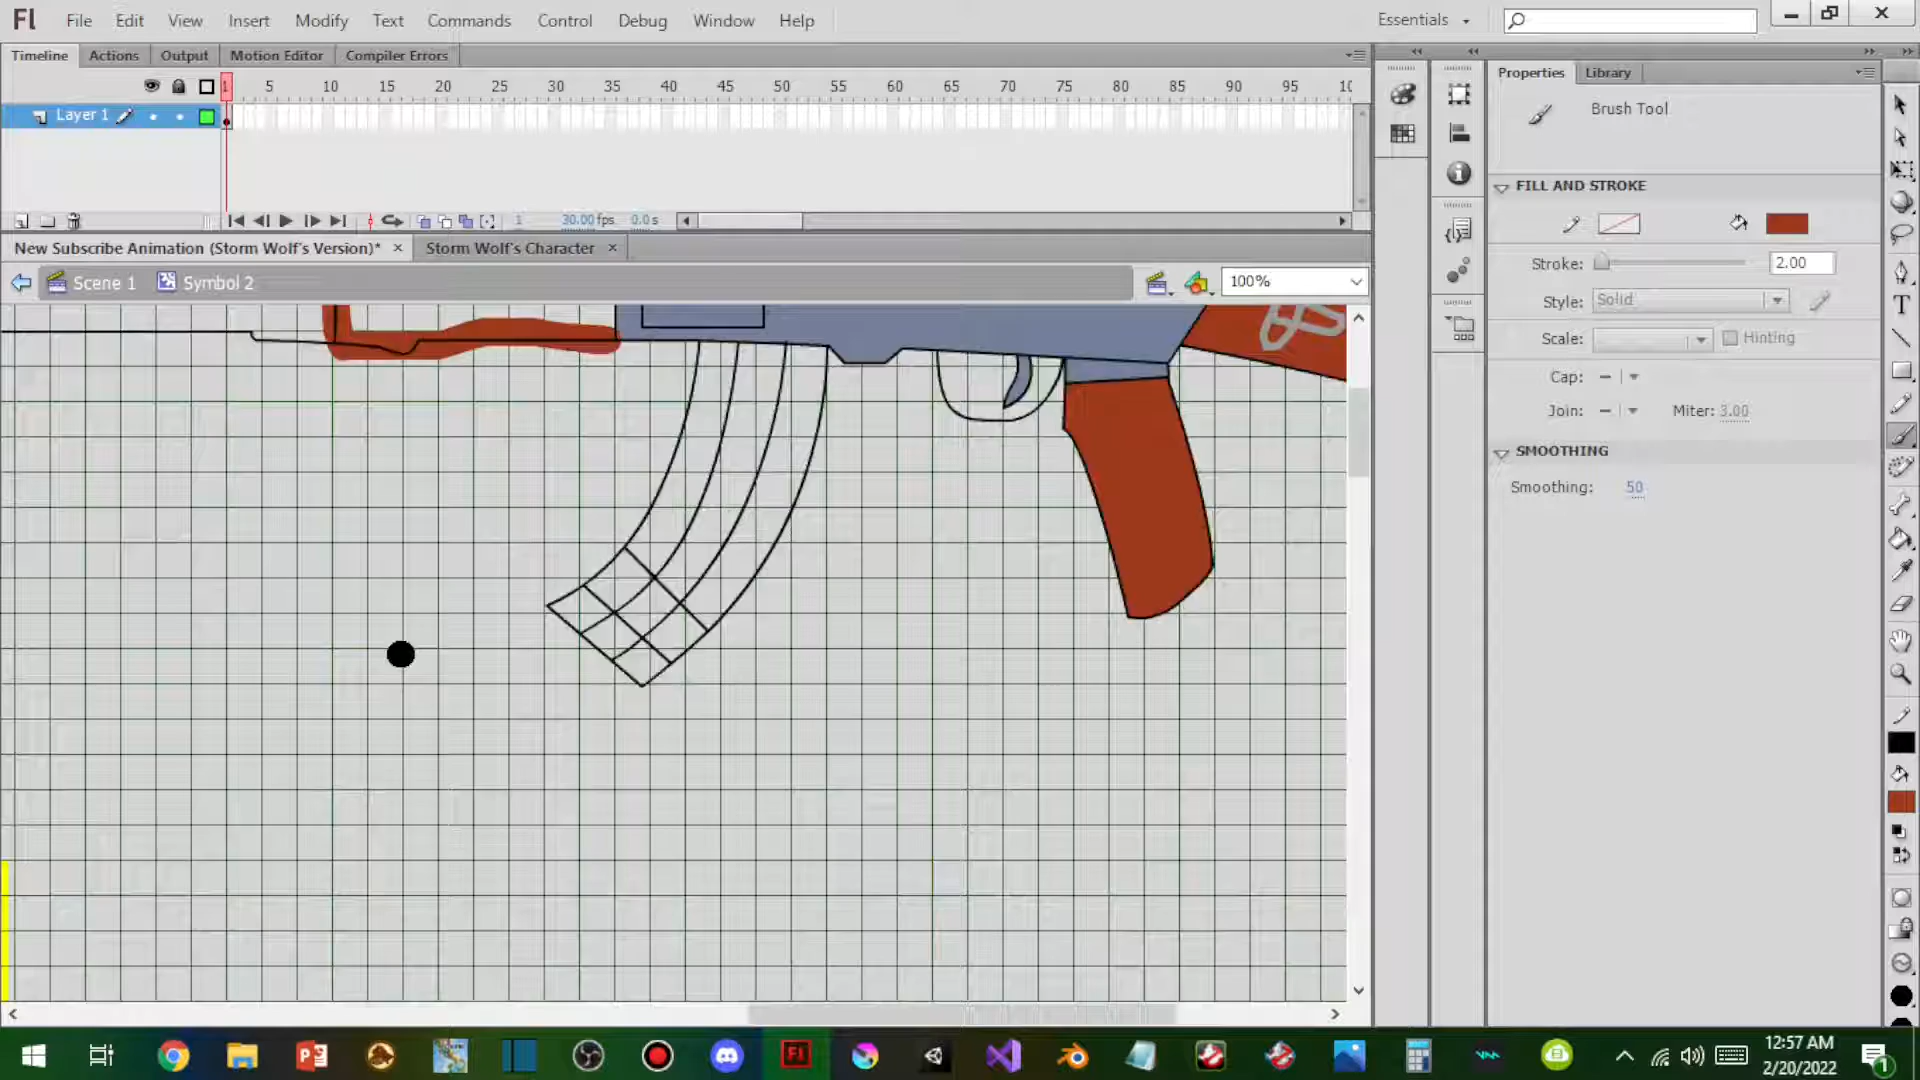 Fl File Edit View Insert Modify Text Commands Control Debug Window Help Essentials
Timeline Actions Output Motion Editor Compiler Errors
1 5 10 15 20 25 30 35 40 45 50 55 60 65 70 75 80 85 90 95 10
Layer 1
1 30.00 fps 0.0 s
New Subscribe Animation (Storm Wolf's Version)* × Storm Wolf's Character ×
Scene 1 Symbol 2 100%
Properties Library
Brush Tool
FILL AND STROKE
Stroke: 2.00
Style: Solid
Scale: Hinting
Cap:
Join: Miter: 3.00
SMOOTHING
Smoothing: 50
12:57 AM
2/20/2022
1